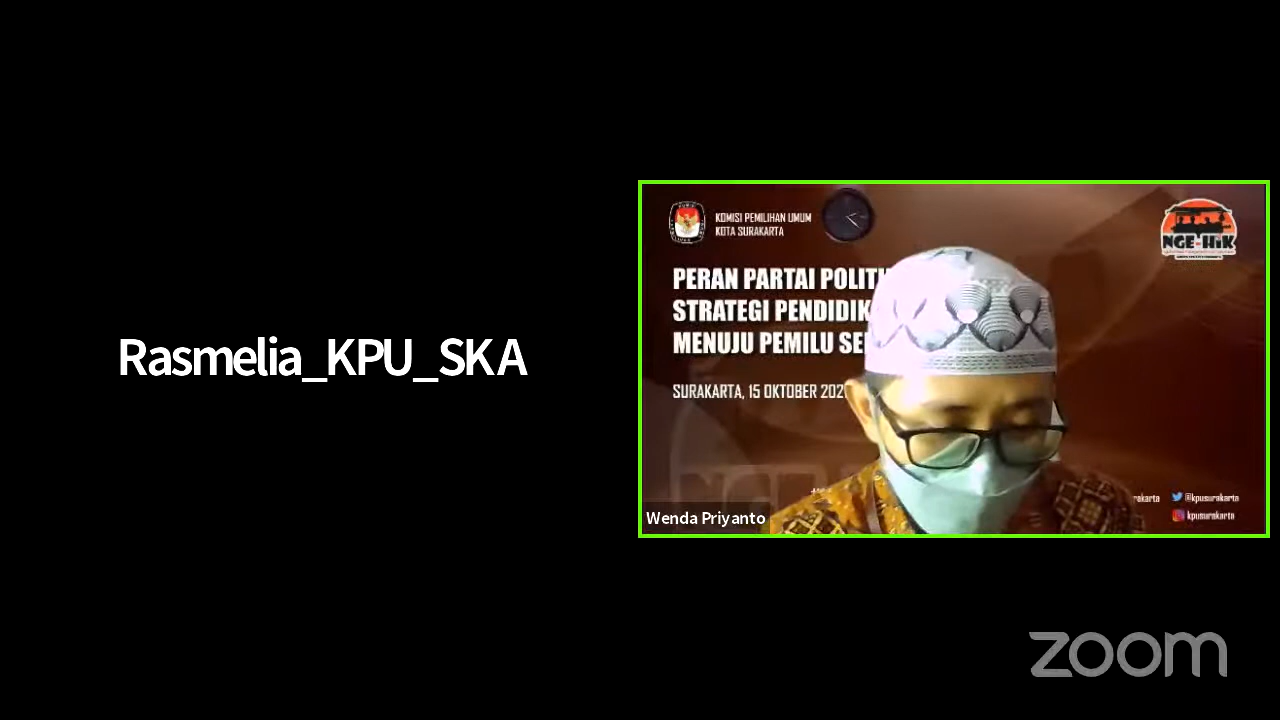 Rasmelia_KPU_SKA
KOMISI PEMILIHAN UMUM
KOTA SURAKARTA
NGE-HiK
PERAN PARTAI POLITI
STRATEGI PENDIDIK
MENUJU PEMILU SE
SURAKARTA, 15 OKTOBER 202
rakarta
@kpusurakarta
kpusurakarta
Wenda Priyanto
zoom